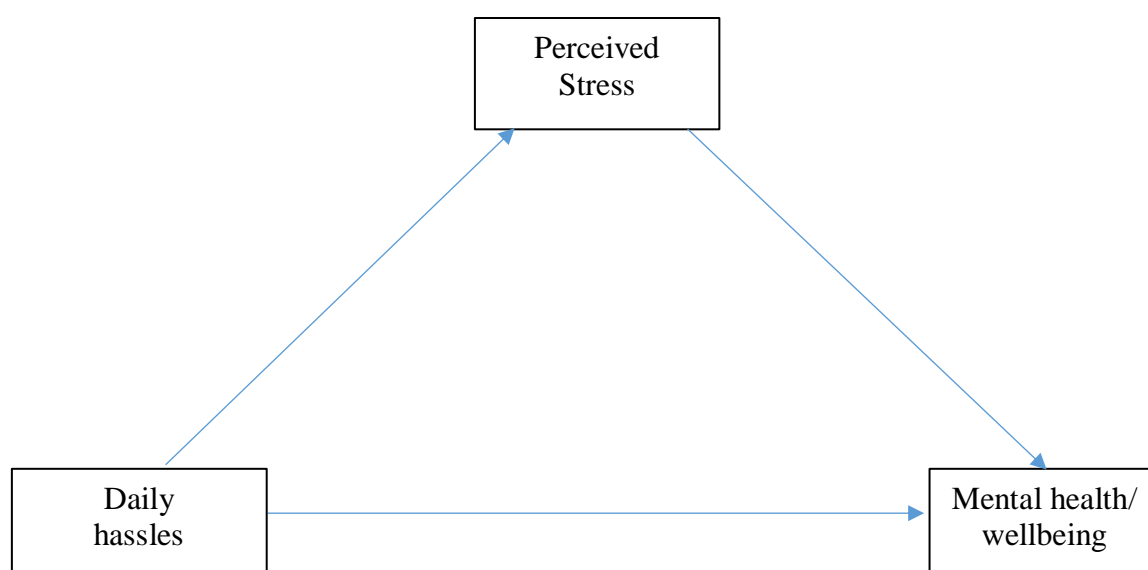 Perceived
Stress
Daily
hassles
Mental health/
wellbeing